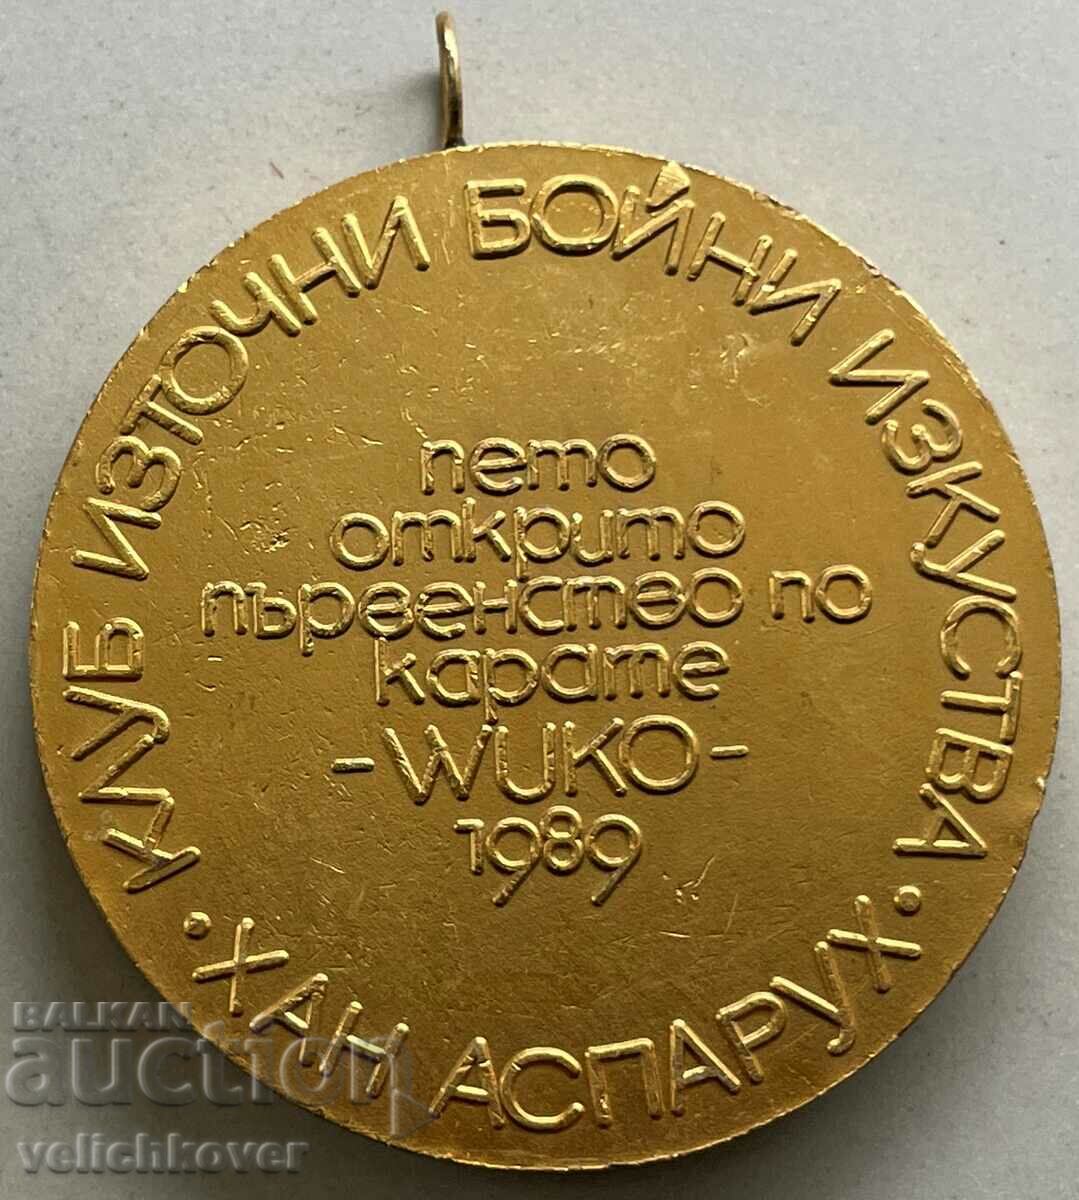 КЛУБ ИЗТОЧНИ БОЙНИ ИЗКУСТВА
• ХАН АСПАРУХ •
пето
открито
първенство по
карате
- WUKO -
1989
BALKAN
auction
velichkover